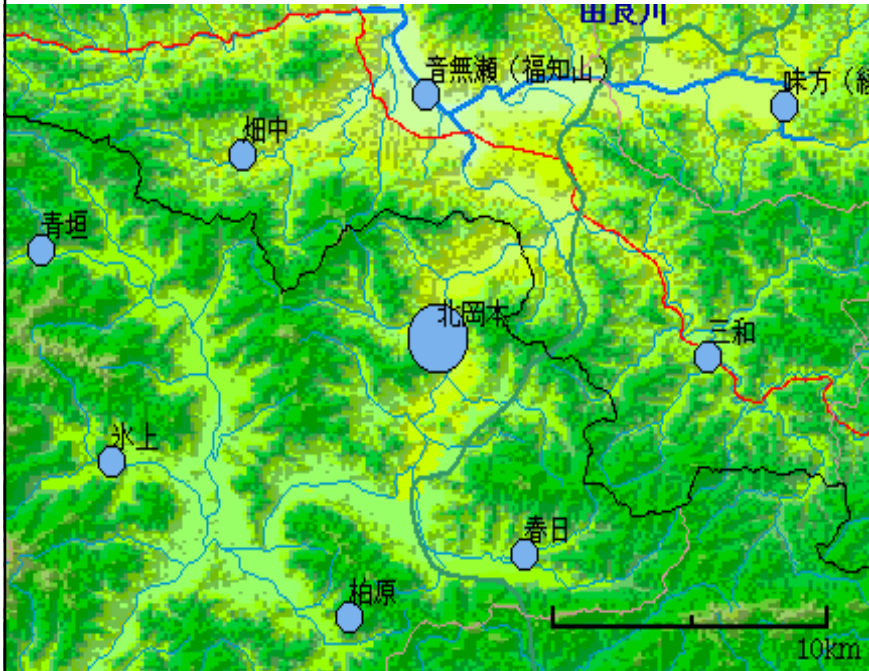 由良川
音無瀬（福知山）
味方（綾
畑中
青垣
北岡本
三和
氷上
春日
柏原
10km